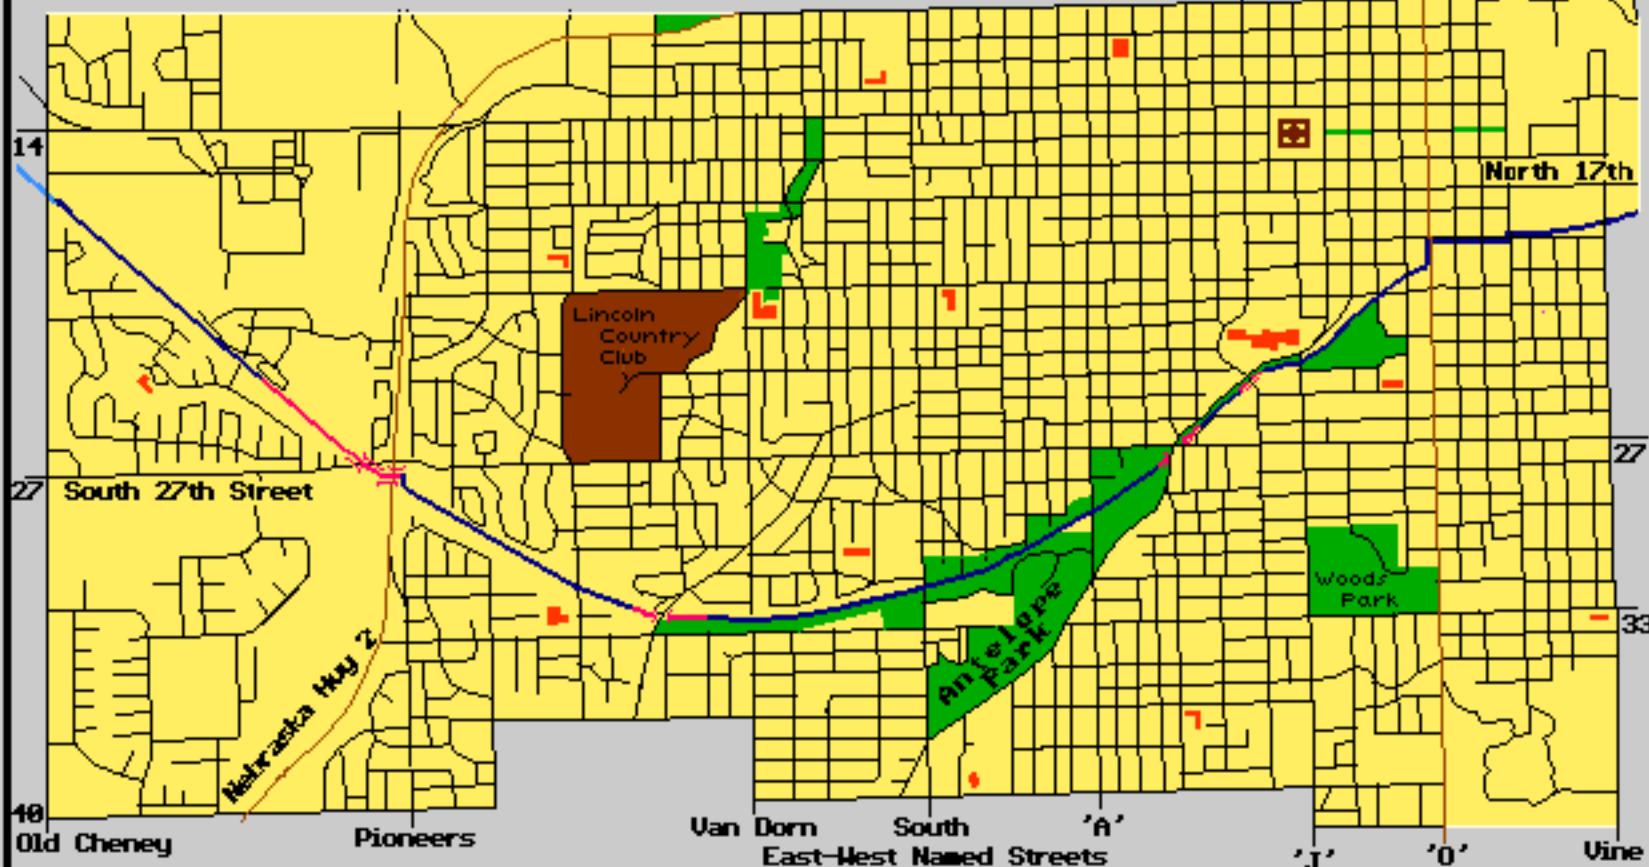 14
North 17th
Lincoln
Country
Club
27
27
South 27th Street
Woods
Park
33
Antelope
Park
Nebraska Hwy 2
40
Old Cheney
Pioneers
Van Dorn
South
'A'
East-West Named Streets
'J'
'O'
Vine